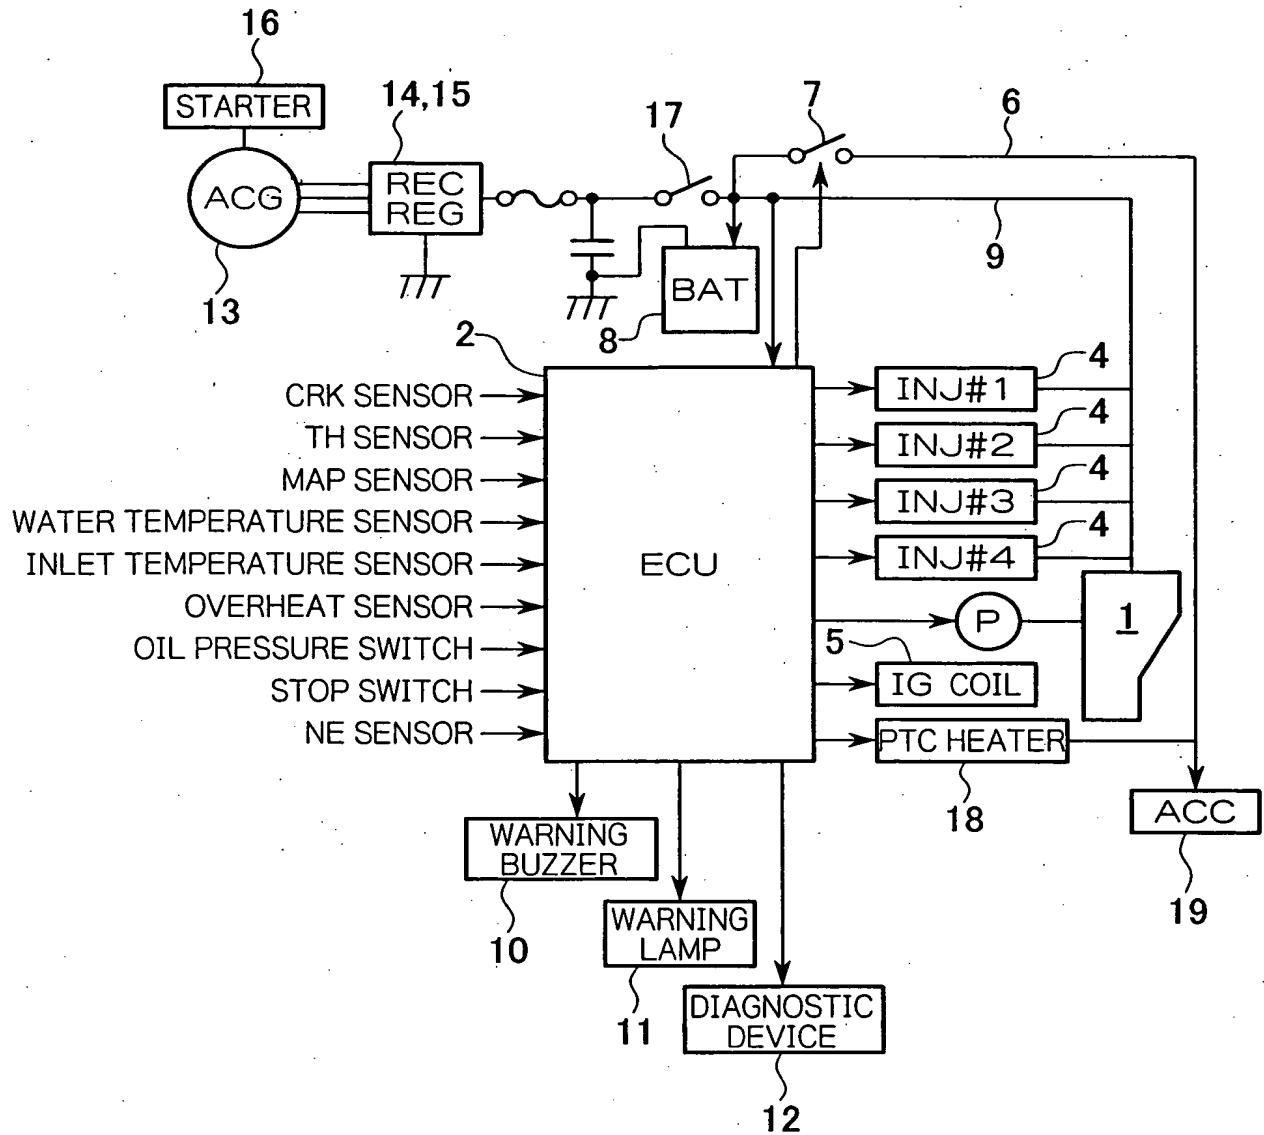 16
STARTER
14,15
7
17
6
ACG
REC
REG
13
BAT
8
9
2
ECU
CRK SENSOR
TH SENSOR
MAP SENSOR
WATER TEMPERATURE SENSOR
INLET TEMPERATURE SENSOR
OVERHEAT SENSOR
OIL PRESSURE SWITCH
STOP SWITCH
NE SENSOR
4
INJ#1
4
INJ#2
4
INJ#3
4
INJ#4
P
1
5
IG COIL
PTC HEATER
18
ACC
19
WARNING
BUZZER
10
WARNING
LAMP
11
DIAGNOSTIC
DEVICE
12